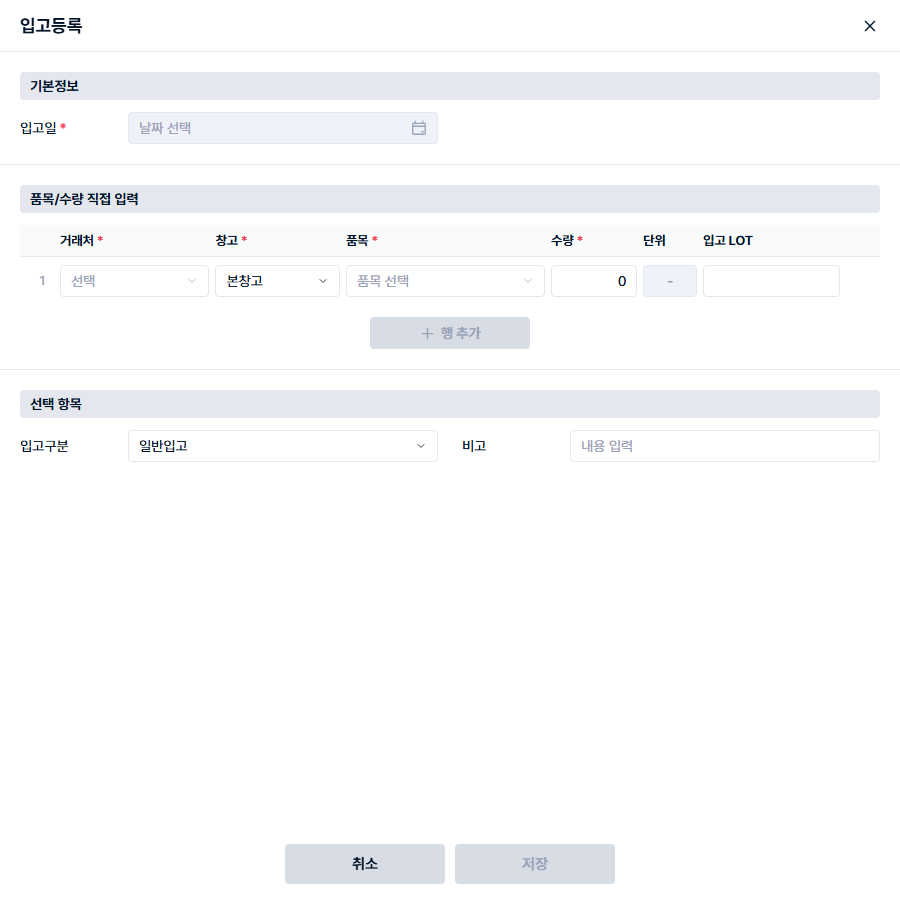 입고등록
기본정보
입고일 *
날짜 선택
품목/수량 직접 입력
거래처 * 창고 * 품목 * 수량 * 단위 입고 LOT
1 선택 본창고 품목 선택 0 -
+ 행 추가
선택 항목
입고구분 일반입고 비고 내용 입력
취소 저장